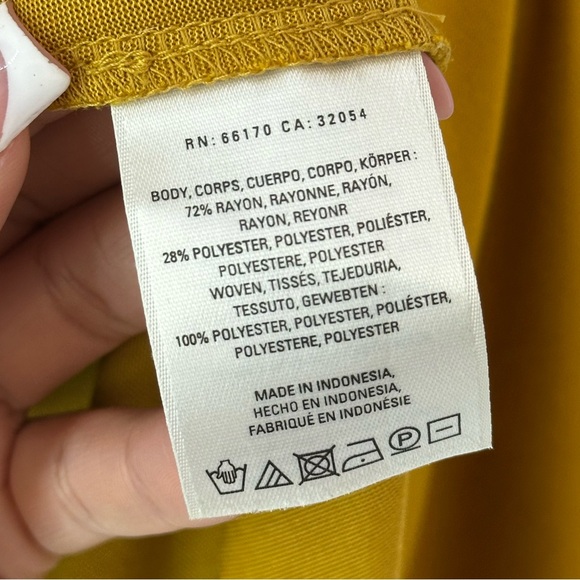 RN: 66170 CA: 32054
BODY, CORPS, CUERPO, CORPO, KÖRPER :
72% RAYON, RAYONNE, RAYÓN,
RAYON, REYONR
28% POLYESTER, POLYESTER, POLIÉSTER,
POLYESTERE, POLYESTER
WOVEN, TISSÉS, TEJEDURIA,
TESSUTO, GEWEBTEN :
100% POLYESTER, POLYESTER, POLIÉSTER,
POLYESTERE, POLYESTER
MADE IN INDONESIA,
HECHO EN INDONESIA,
FABRIQUÉ EN INDONÉSIE
P